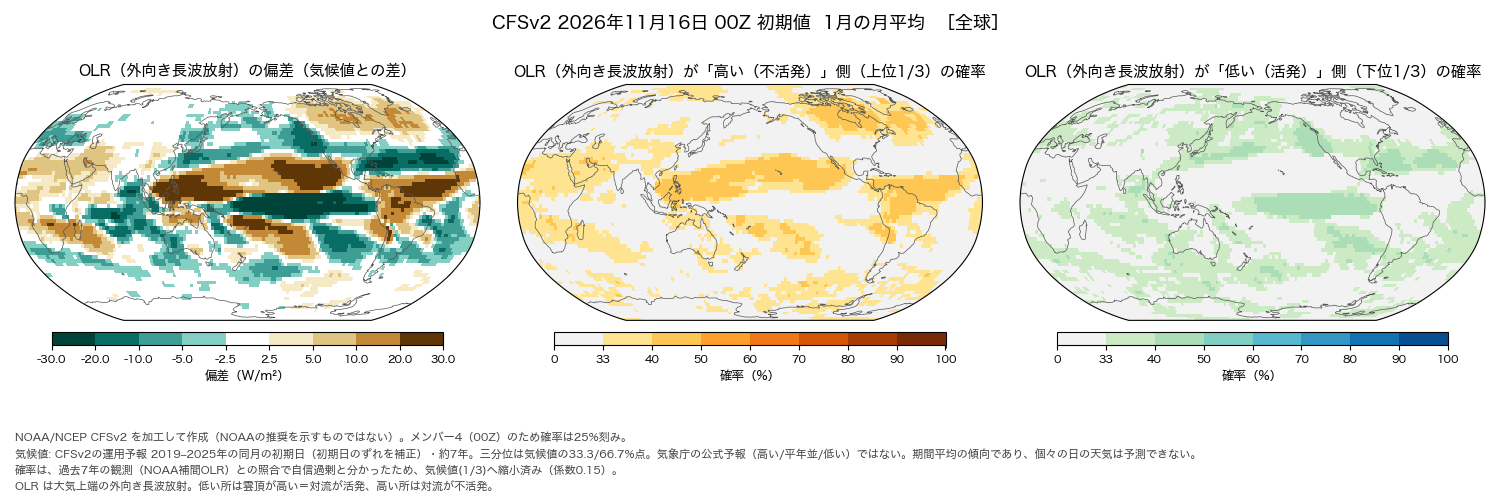 CFSv2 2026年11月16日 00Z 初期値 1月の月平均 ［全球］
OLR（外向き長波放射）の偏差（気候値との差）
OLR（外向き長波放射）が「高い（不活発）」側（上位1/3）の確率
OLR（外向き長波放射）が「低い（活発）」側（下位1/3）の確率
-30.0 -20.0 -10.0 -5.0 -2.5 2.5 5.0 10.0 20.0 30.0
偏差（W/m²）
0 33 40 50 60 70 80 90 100
確率（%）
0 33 40 50 60 70 80 90 100
確率（%）
NOAA/NCEP CFSv2 を加工して作成（NOAAの推奨を示すものではない）。メンバー4（00Z）のため確率は25%刻み。
気候値: CFSv2の運用予報 2019–2025年の同月の初期日（初期日のずれを補正）・約7年。三分位は気候値の33.3/66.7%点。気象庁の公式予報（高い/平年並/低い）ではない。期間平均の傾向であり、個々の日の天気は予測できない。
確率は、過去7年の観測（NOAA補間OLR）との照合で自信過剰と分かったため、気候値(1/3)へ縮小済み（係数0.15）。
OLR は大気上端の外向き長波放射。低い所は雲頂が高い＝対流が活発、高い所は対流が不活発。